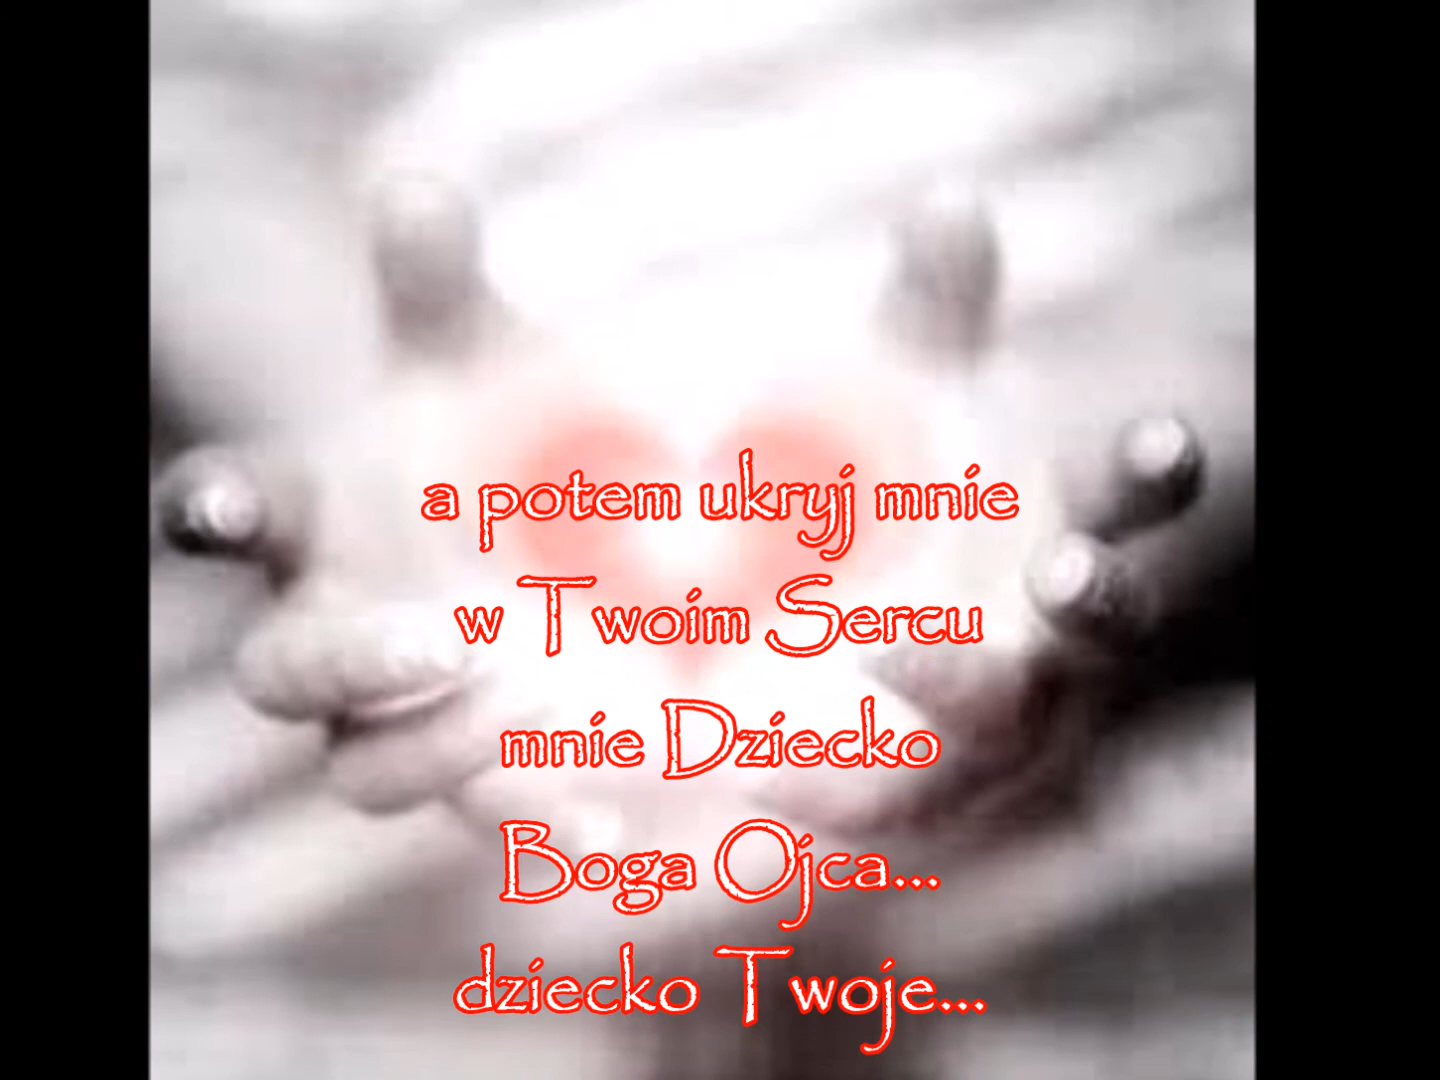 a potem ukryj mnie
w Twoim Sercu
mnie Dziecko
Boga Ojca...
dziecko Twoje...